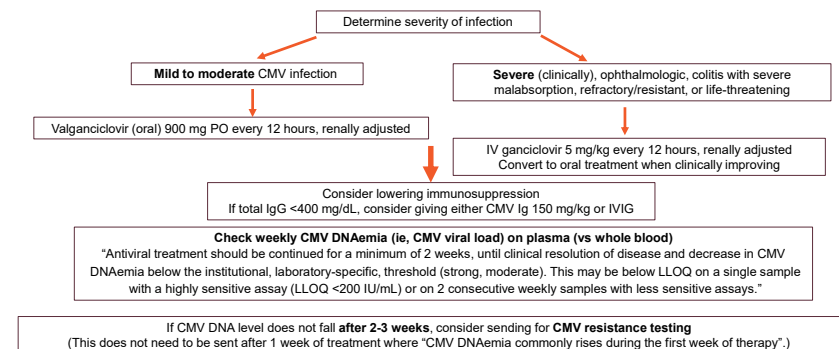 Determine severity of infection
Mild to moderate CMV infection
Severe (clinically), ophthalmologic, colitis with severe
malabsorption, refractory/resistant, or life-threatening
Valganciclovir (oral) 900 mg PO every 12 hours, renally adjusted
IV ganciclovir 5 mg/kg every 12 hours, renally adjusted
Convert to oral treatment when clinically improving
Consider lowering immunosuppression
If total IgG <400 mg/dL, consider giving either CMV Ig 150 mg/kg or IVIG
Check weekly CMV DNAemia (ie, CMV viral load) on plasma (vs whole blood)
“Antiviral treatment should be continued for a minimum of 2 weeks, until clinical resolution of disease and decrease in CMV
DNAemia below the institutional, laboratory-specific, threshold (strong, moderate). This may be below LLOQ on a single sample
with a highly sensitive assay (LLOQ <200 IU/mL) or on 2 consecutive weekly samples with less sensitive assays.”
If CMV DNA level does not fall after 2-3 weeks, consider sending for CMV resistance testing
(This does not need to be sent after 1 week of treatment where “CMV DNAemia commonly rises during the first week of therapy”.)